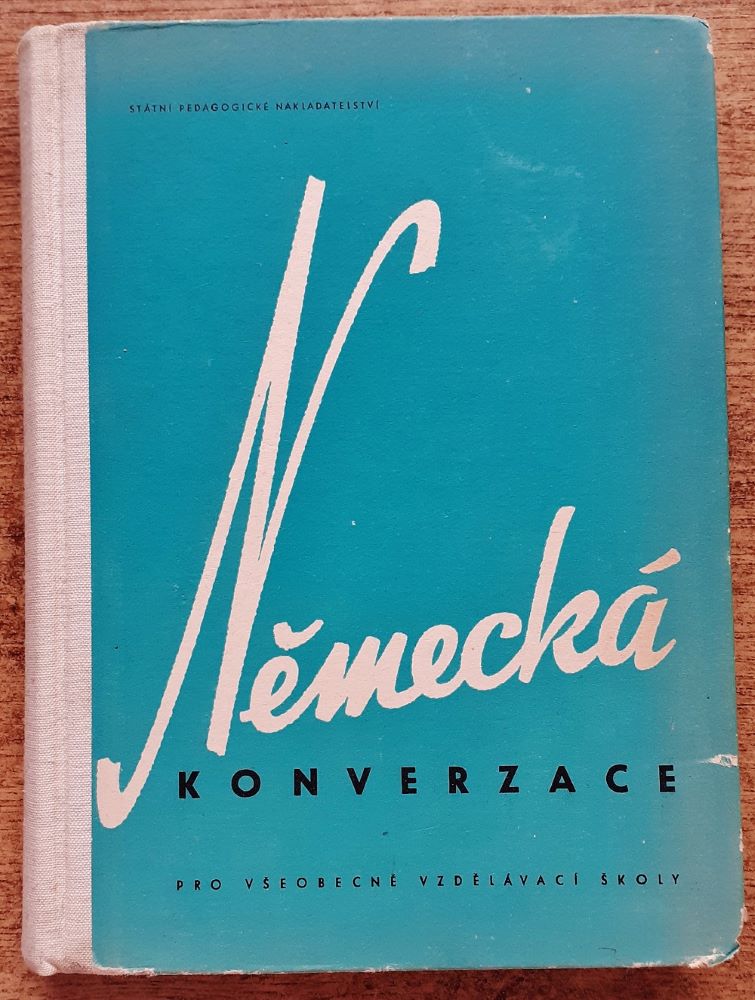 STÁTNÍ PEDAGOGICKÉ NAKLADATELSTVÍ
Německá
KONVERZACE
PRO VŠEOBECNĚ VZDĚLÁVACÍ ŠKOLY